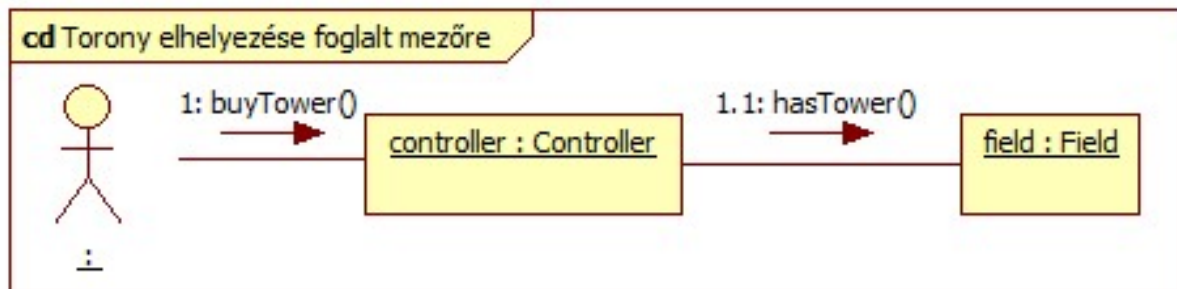 cd Torony elhelyezése foglalt mezőre
1: buyTower()
1.1: hasTower()
controller : Controller
field : Field
: